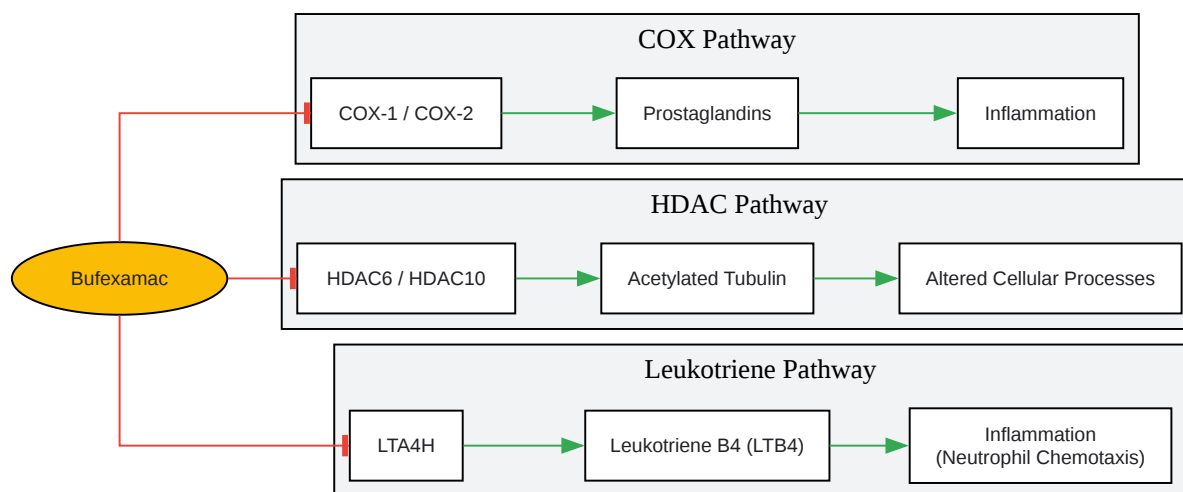 COX Pathway
COX-1 / COX-2
Prostaglandins
Inflammation
HDAC Pathway
Bufexamac
HDAC6 / HDAC10
Acetylated Tubulin
Altered Cellular Processes
Leukotriene Pathway
LTA4H
Leukotriene B4 (LTB4)
Inflammation
(Neutrophil Chemotaxis)